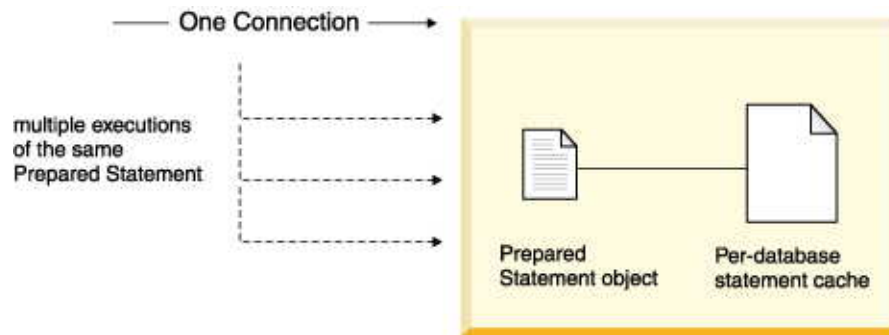 One Connection
multiple executions
of the same
Prepared Statement
Prepared
Statement object
Per-database
statement cache